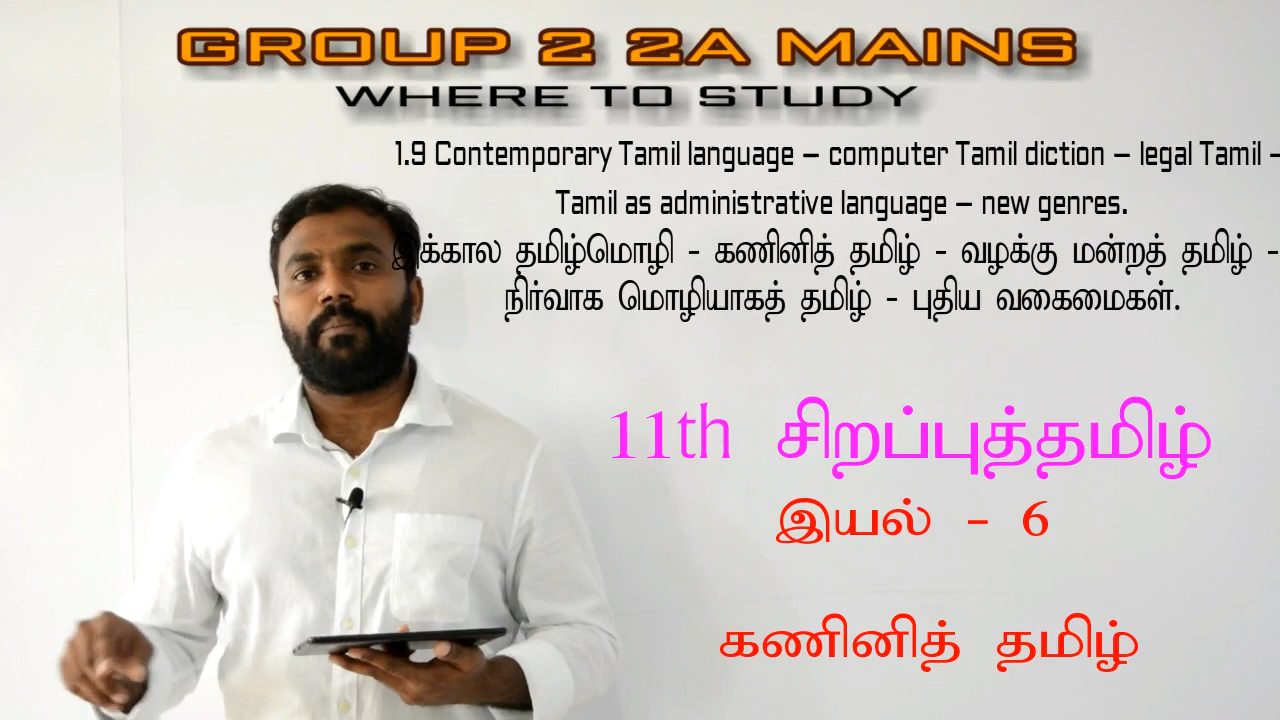 GROUP 2 2A MAINS
WHERE TO STUDY
1.9 Contemporary Tamil language – computer Tamil diction – legal Tamil –
Tamil as administrative language – new genres.
இக்கால தமிழ்மொழி - கணினித் தமிழ் - வழக்கு மன்றத் தமிழ் -
நிர்வாக மொழியாகத் தமிழ் - புதிய வகைமைகள்.
11th சிறப்புத்தமிழ்
இயல் - 6
கணினித் தமிழ்